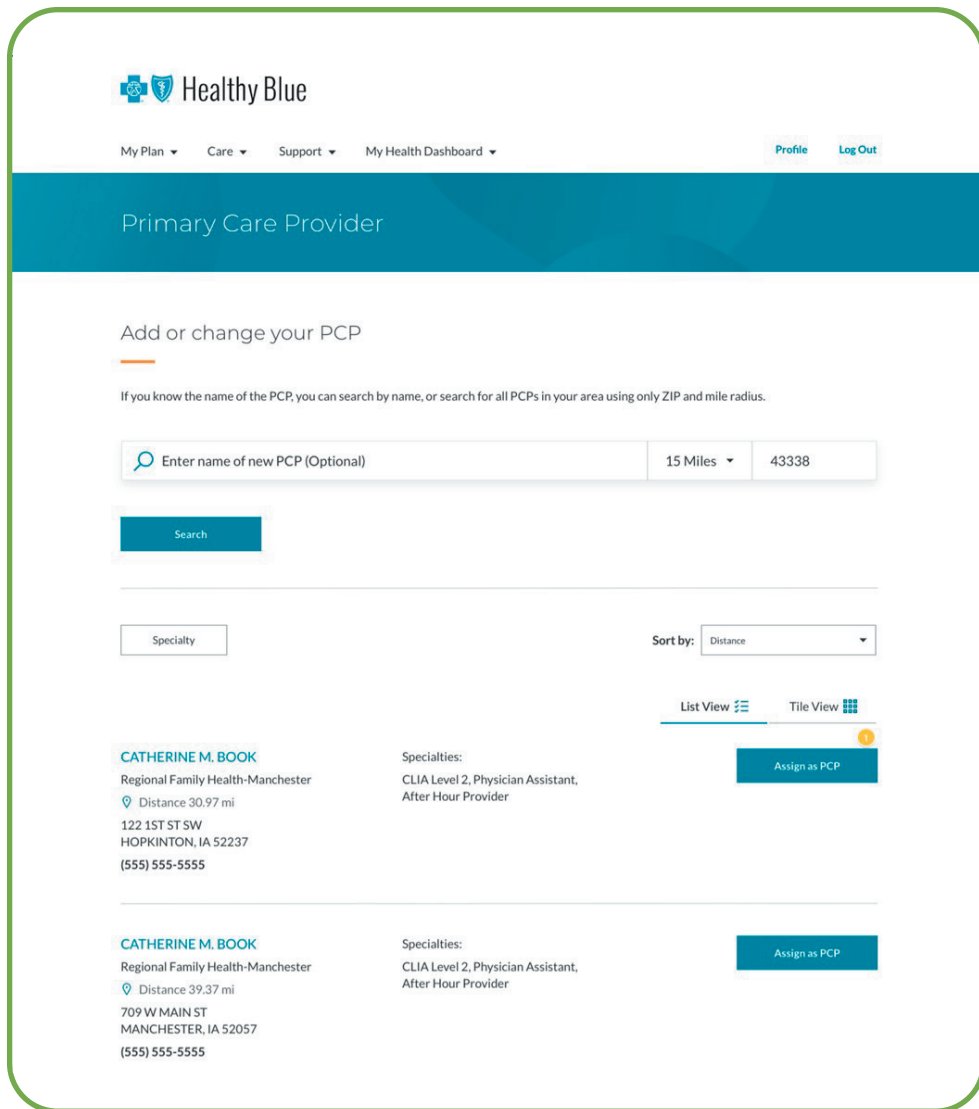 Healthy Blue
My Plan Care Support My Health Dashboard Profile Log Out
Primary Care Provider
Add or change your PCP
If you know the name of the PCP, you can search by name, or search for all PCPs in your area using only ZIP and mile radius.
Enter name of new PCP (Optional) 15 Miles 43338
Search
Specialty Sort by: Distance
List View Tile View
1
CATHERINE M. BOOK Specialties: Assign as PCP
Regional Family Health-Manchester CLIA Level 2, Physician Assistant,
Distance 30.97 mi After Hour Provider
122 1ST ST SW
HOPKINTON, IA 52237
(555) 555-5555
CATHERINE M. BOOK Specialties: Assign as PCP
Regional Family Health-Manchester CLIA Level 2, Physician Assistant,
Distance 39.37 mi After Hour Provider
709 W MAIN ST
MANCHESTER, IA 52057
(555) 555-5555